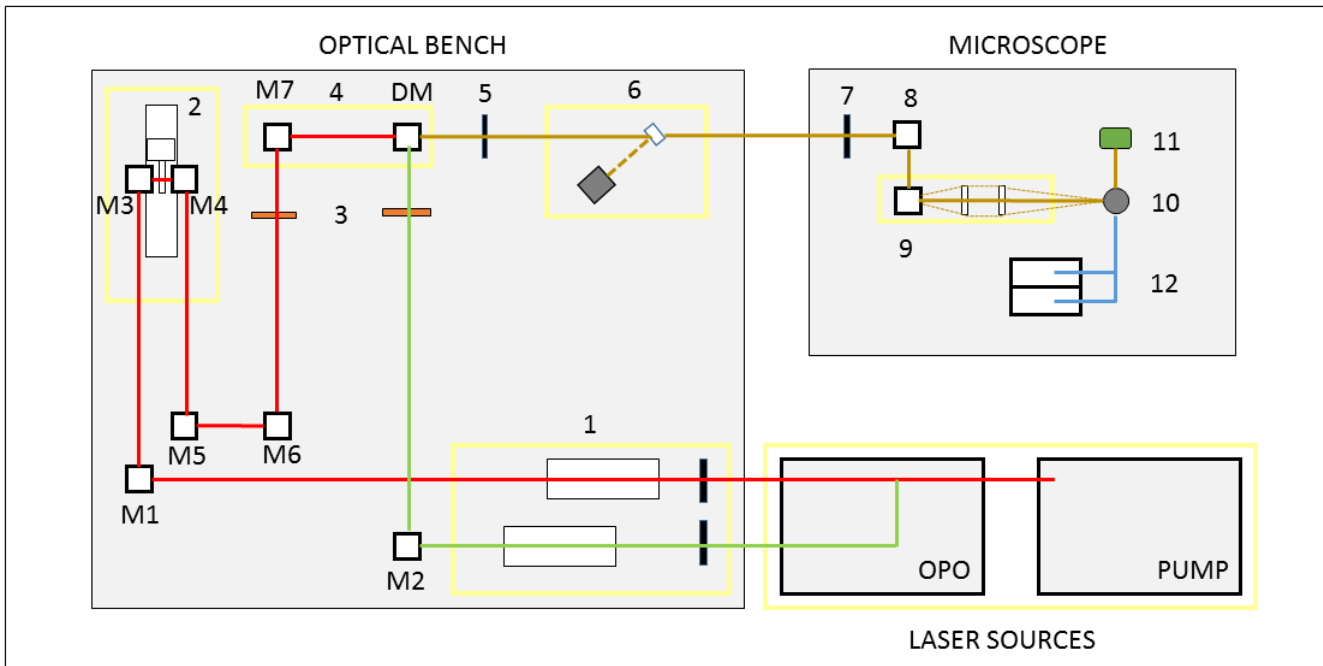 OPTICAL BENCH
MICROSCOPE
M7
4
DM
5
6
7
8
2
11
M3
M4
3
10
9
12
1
M5
M6
M1
M2
OPO
PUMP
LASER SOURCES